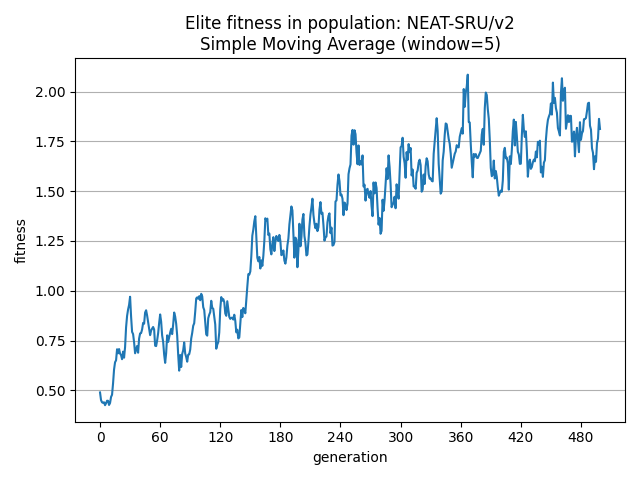 Elite fitness in population: NEAT-SRU/v2
Simple Moving Average (window=5)
fitness
2.00
1.75
1.50
1.25
1.00
0.75
0.50
0 60 120 180 240 300 360 420 480
generation